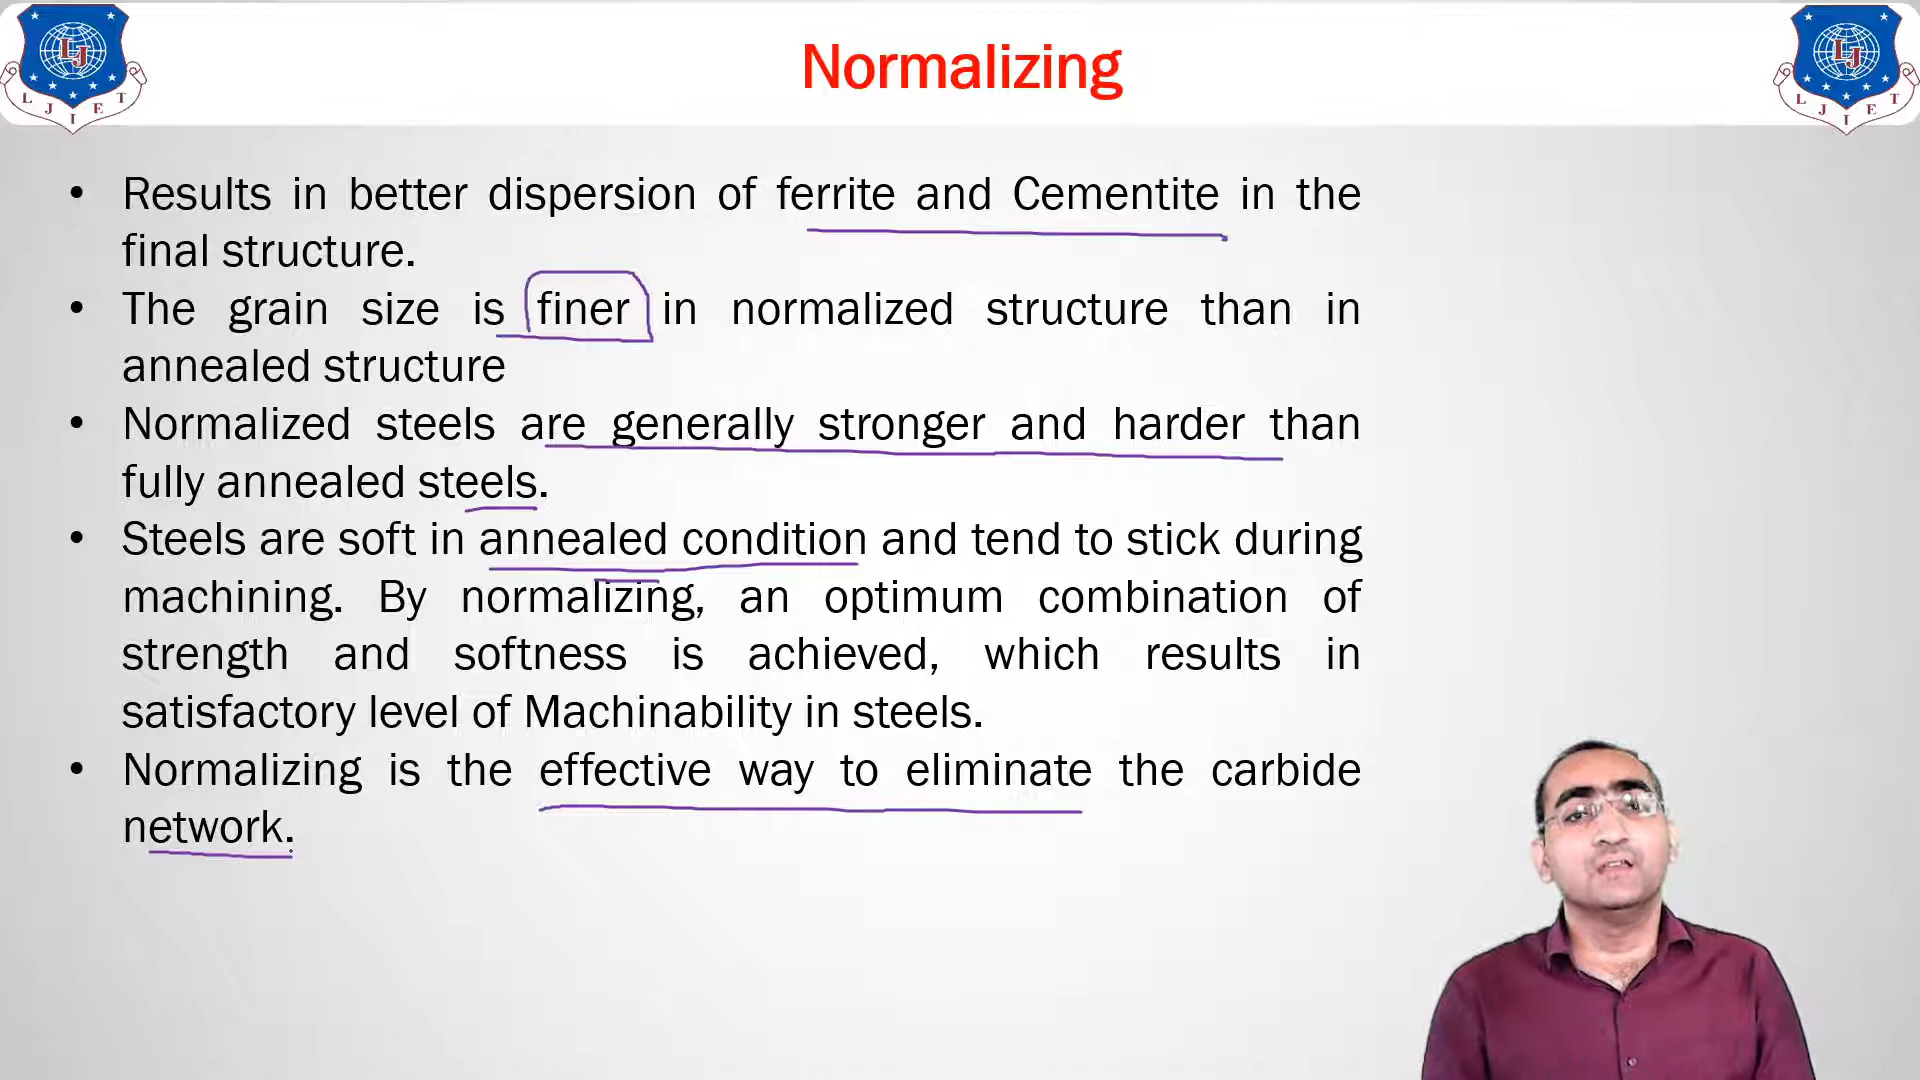 Normalizing
LJ
L J I E T
LJ
L J I E T
• Results in better dispersion of ferrite and Cementite in the
final structure.
• The grain size is finer in normalized structure than in
annealed structure
• Normalized steels are generally stronger and harder than
fully annealed steels.
• Steels are soft in annealed condition and tend to stick during
machining. By normalizing, an optimum combination of
strength and softness is achieved, which results in
satisfactory level of Machinability in steels.
• Normalizing is the effective way to eliminate the carbide
network.